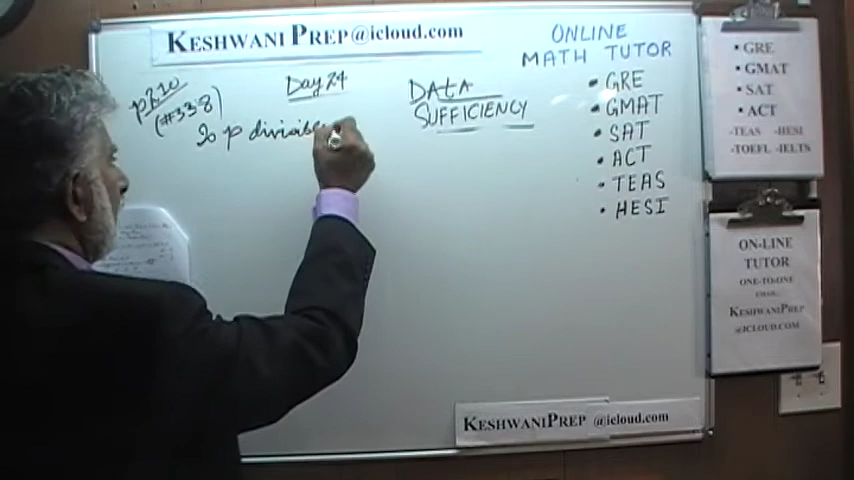 KESHWANI PREP@icloud.com
p 210
(#338)
Day 24
DATA
SUFFICIENCY
Is p divisible
ONLINE
MATH TUTOR
• GRE
• GMAT
• SAT
• ACT
• TEAS
• HESI
• GRE
• GMAT
• SAT
• ACT
-TEAS -HESI
-TOEFL -IELTS
ON-LINE
TUTOR
ONE-TO-ONE
KESHWANIPREP
@ICLOUD.COM
KESHWANIPREP @icloud.com